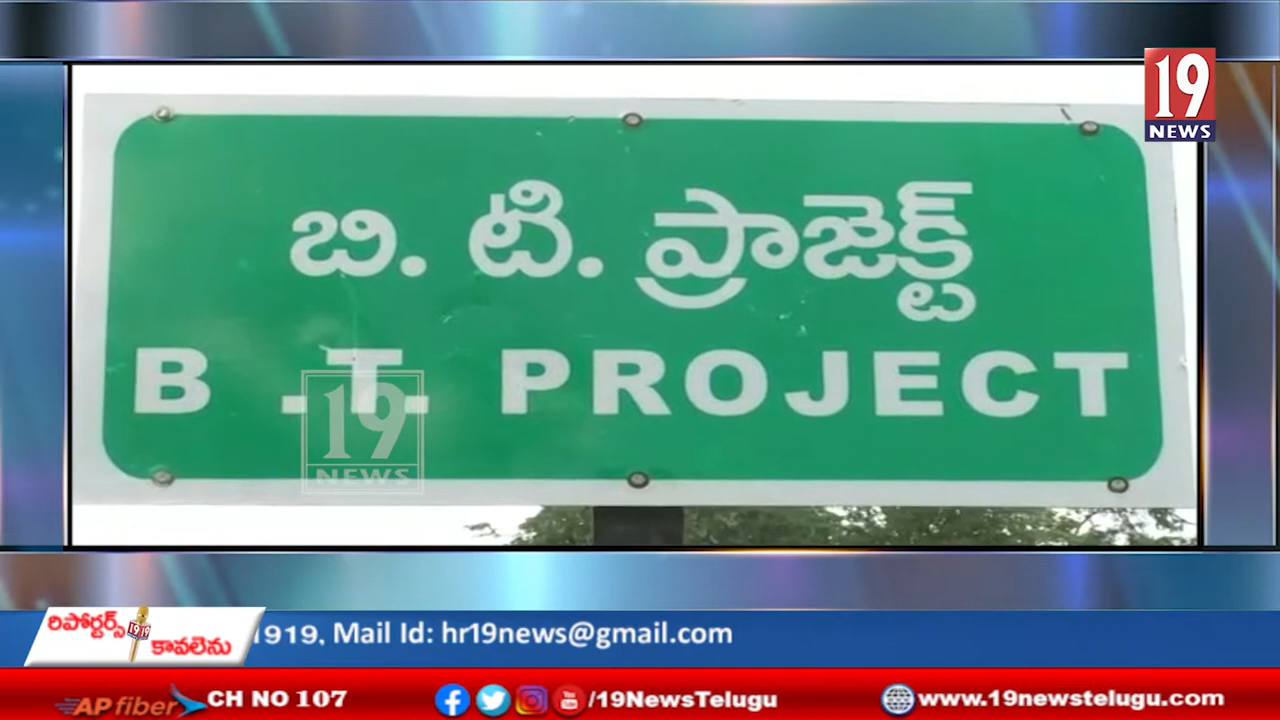 19
NEWS
బి. టి. ప్రాజెక్ట్
B .T. PROJECT
19
NEWS
రిపోర్టర్స్ 1919
కావలెను
1919, Mail Id: hr19news@gmail.com
AP fiber CH NO 107 /19NewsTelugu www.19newstelugu.com